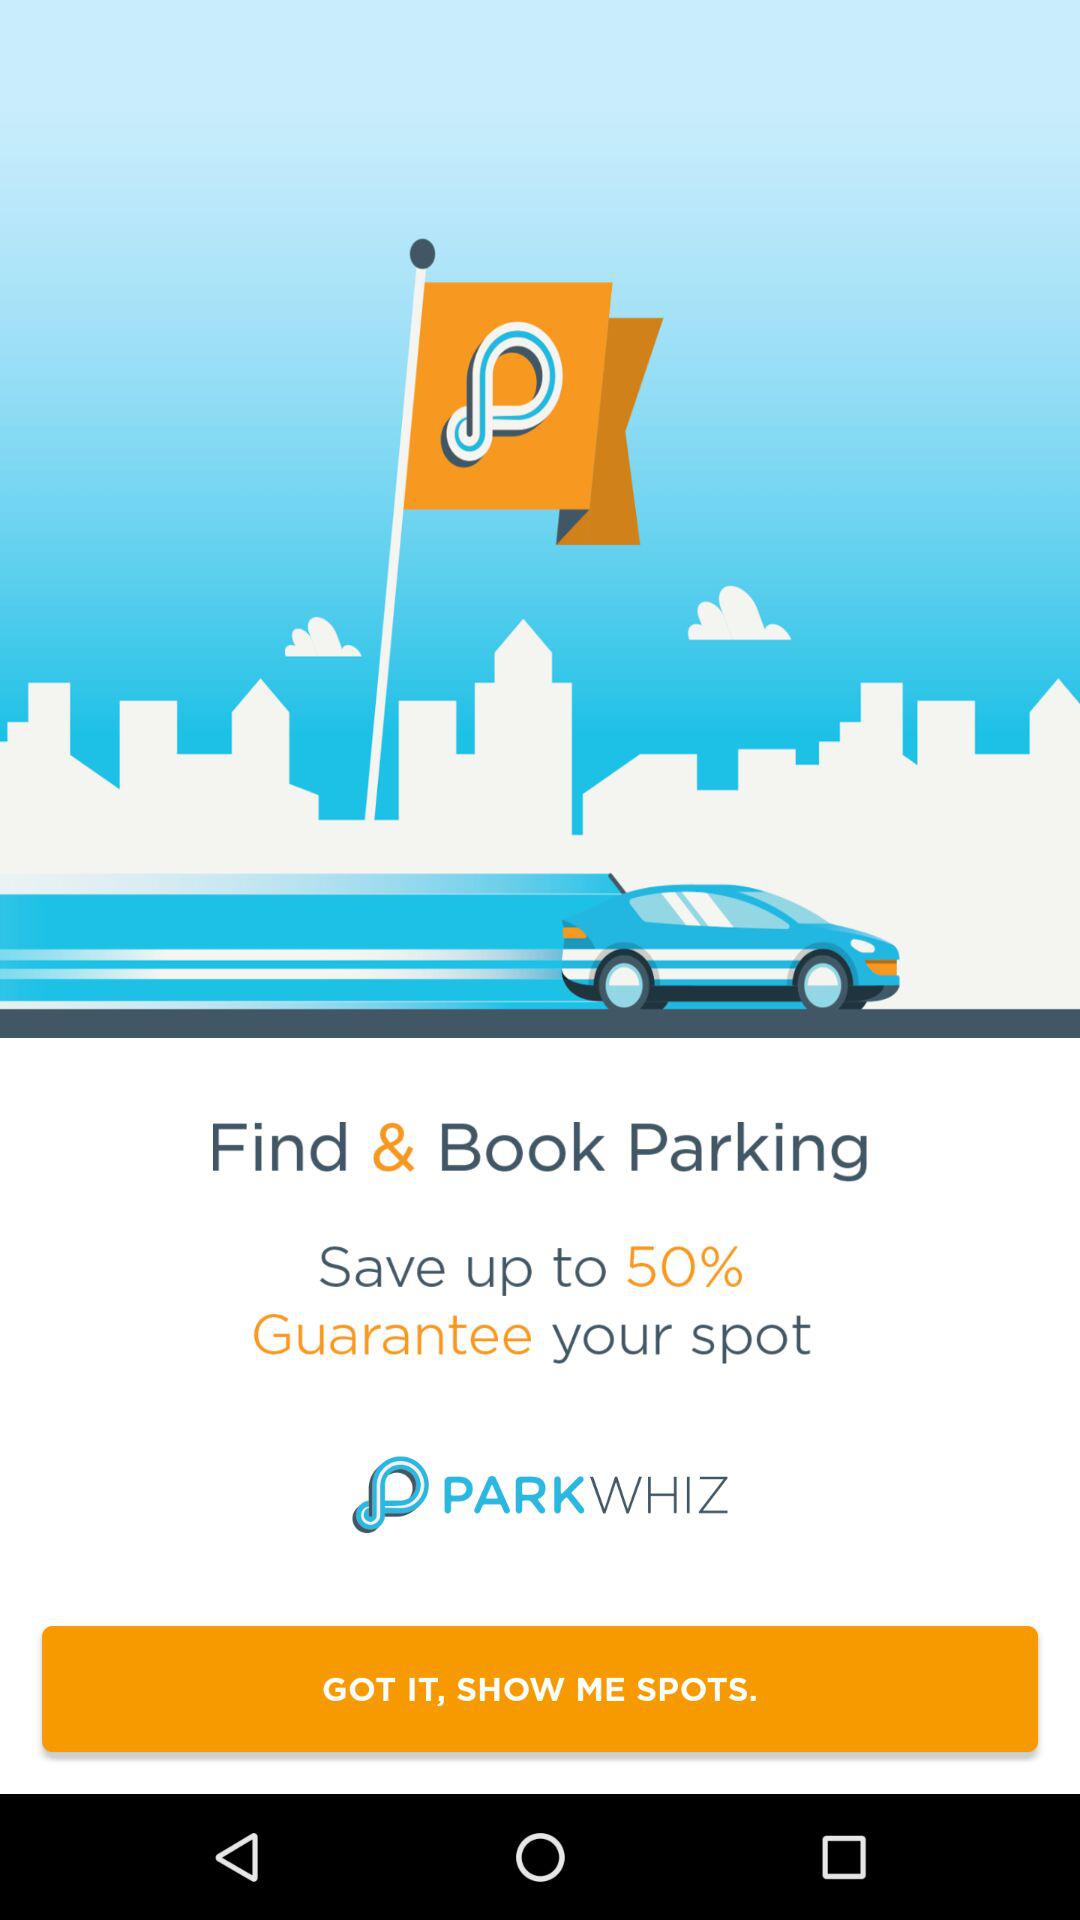 Find & Book Parking
Save up to 50%
Guarantee your spot
PARKWHIZ
GOT IT, SHOW ME SPOTS.